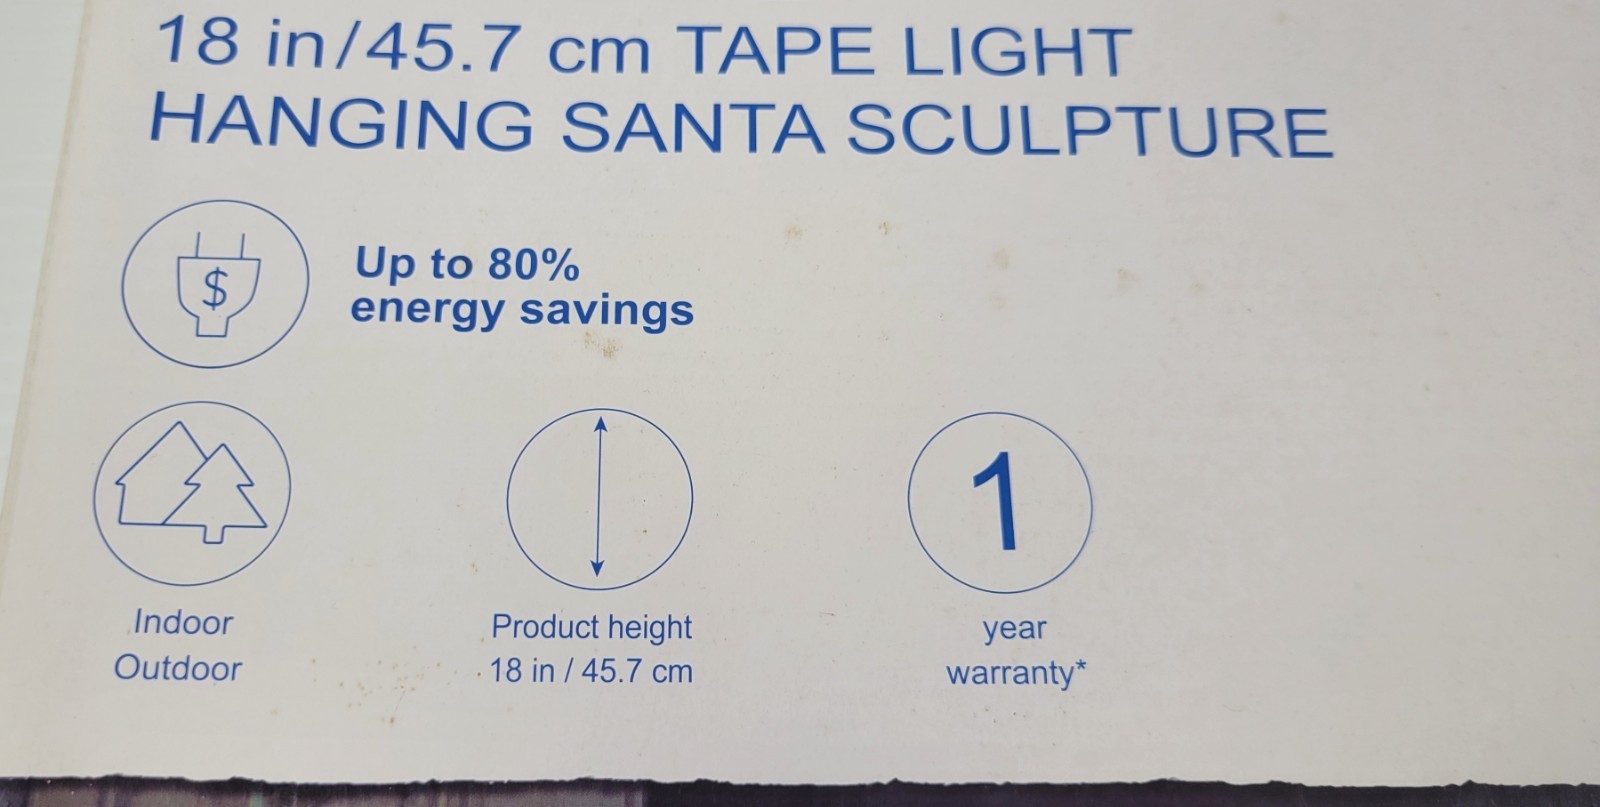 18 in/45.7 cm TAPE LIGHT
HANGING SANTA SCULPTURE
$
Up to 80%
energy savings
1
Indoor
Outdoor
Product height
18 in / 45.7 cm
year
warranty*